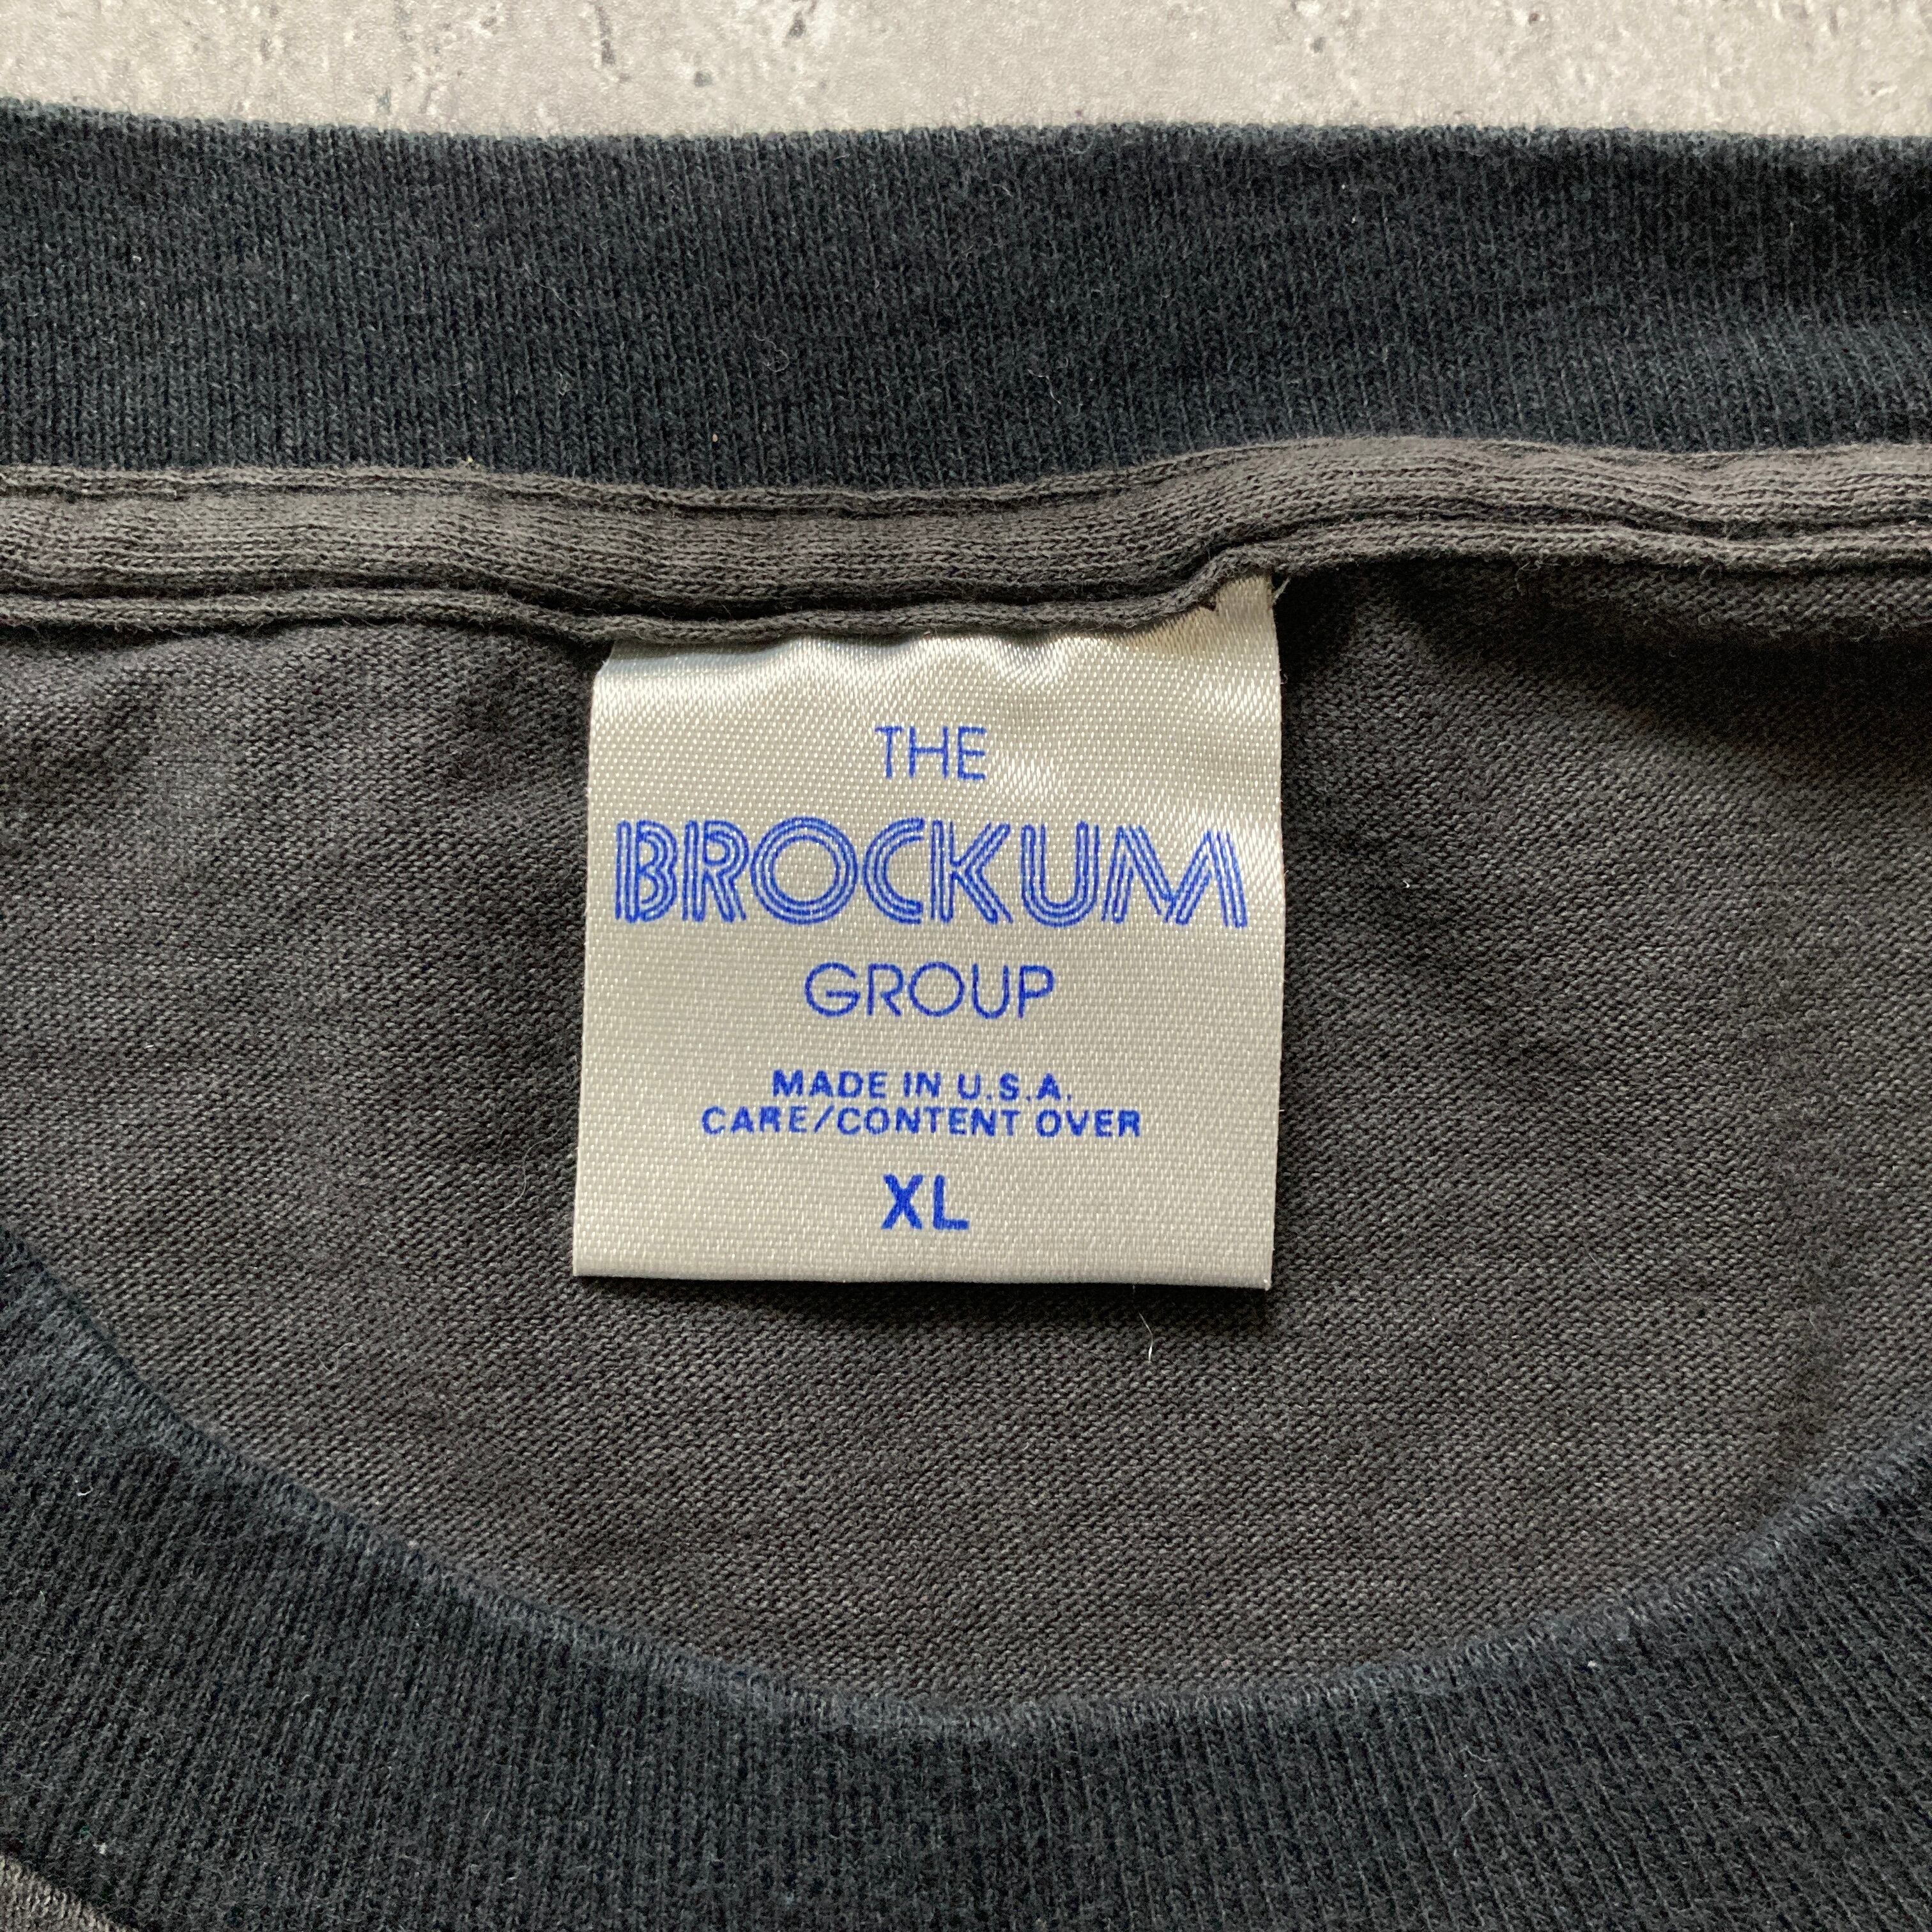 THE
BROCKUM
GROUP
MADE IN U.S.A.
CARE/CONTENT OVER
XL